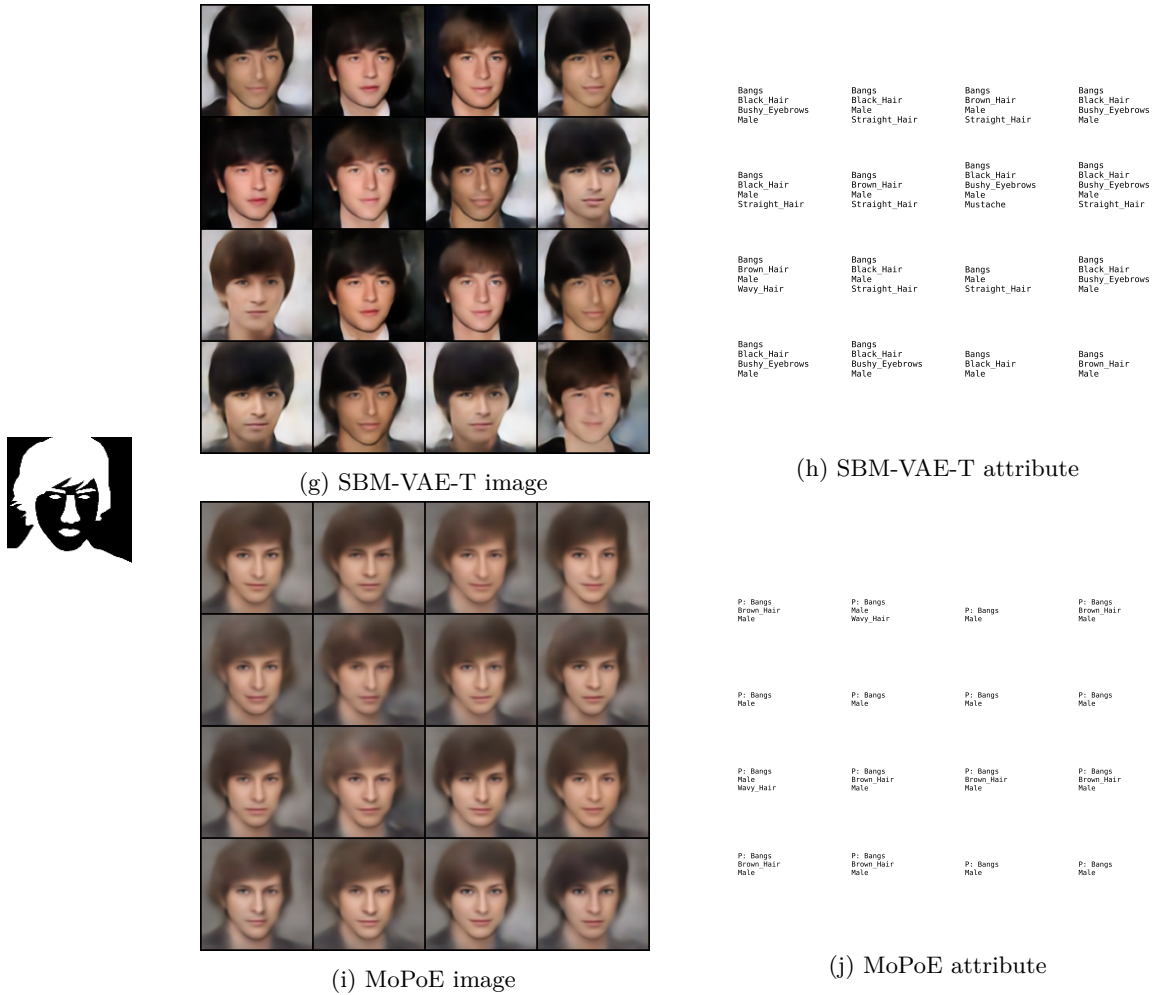 Bangs
Black_Hair
Bushy_Eyebrows
Male
Bangs
Black_Hair
Male
Straight_Hair
Bangs
Brown_Hair
Male
Straight_Hair
Bangs
Black_Hair
Bushy_Eyebrows
Male
Bangs
Black_Hair
Male
Straight_Hair
Bangs
Brown_Hair
Male
Straight_Hair
Bangs
Black_Hair
Bushy_Eyebrows
Male
Mustache
Bangs
Black_Hair
Bushy_Eyebrows
Male
Straight_Hair
Bangs
Brown_Hair
Male
Wavy_Hair
Bangs
Black_Hair
Male
Straight_Hair
Bangs
Male
Straight_Hair
Bangs
Black_Hair
Bushy_Eyebrows
Male
Bangs
Black_Hair
Bushy_Eyebrows
Male
Bangs
Black_Hair
Bushy_Eyebrows
Male
Bangs
Black_Hair
Male
Bangs
Brown_Hair
Male
(g) SBM-VAE-T image
(h) SBM-VAE-T attribute
P: Bangs
Brown_Hair
Male
P: Bangs
Male
Wavy_Hair
P: Bangs
Male
P: Bangs
Brown_Hair
Male
P: Bangs
Male
P: Bangs
Male
P: Bangs
Male
P: Bangs
Male
P: Bangs
Male
Wavy_Hair
P: Bangs
Brown_Hair
Male
P: Bangs
Brown_Hair
Male
P: Bangs
Brown_Hair
Male
P: Bangs
Brown_Hair
Male
P: Bangs
Brown_Hair
Male
P: Bangs
Male
P: Bangs
Male
(i) MoPoE image
(j) MoPoE attribute